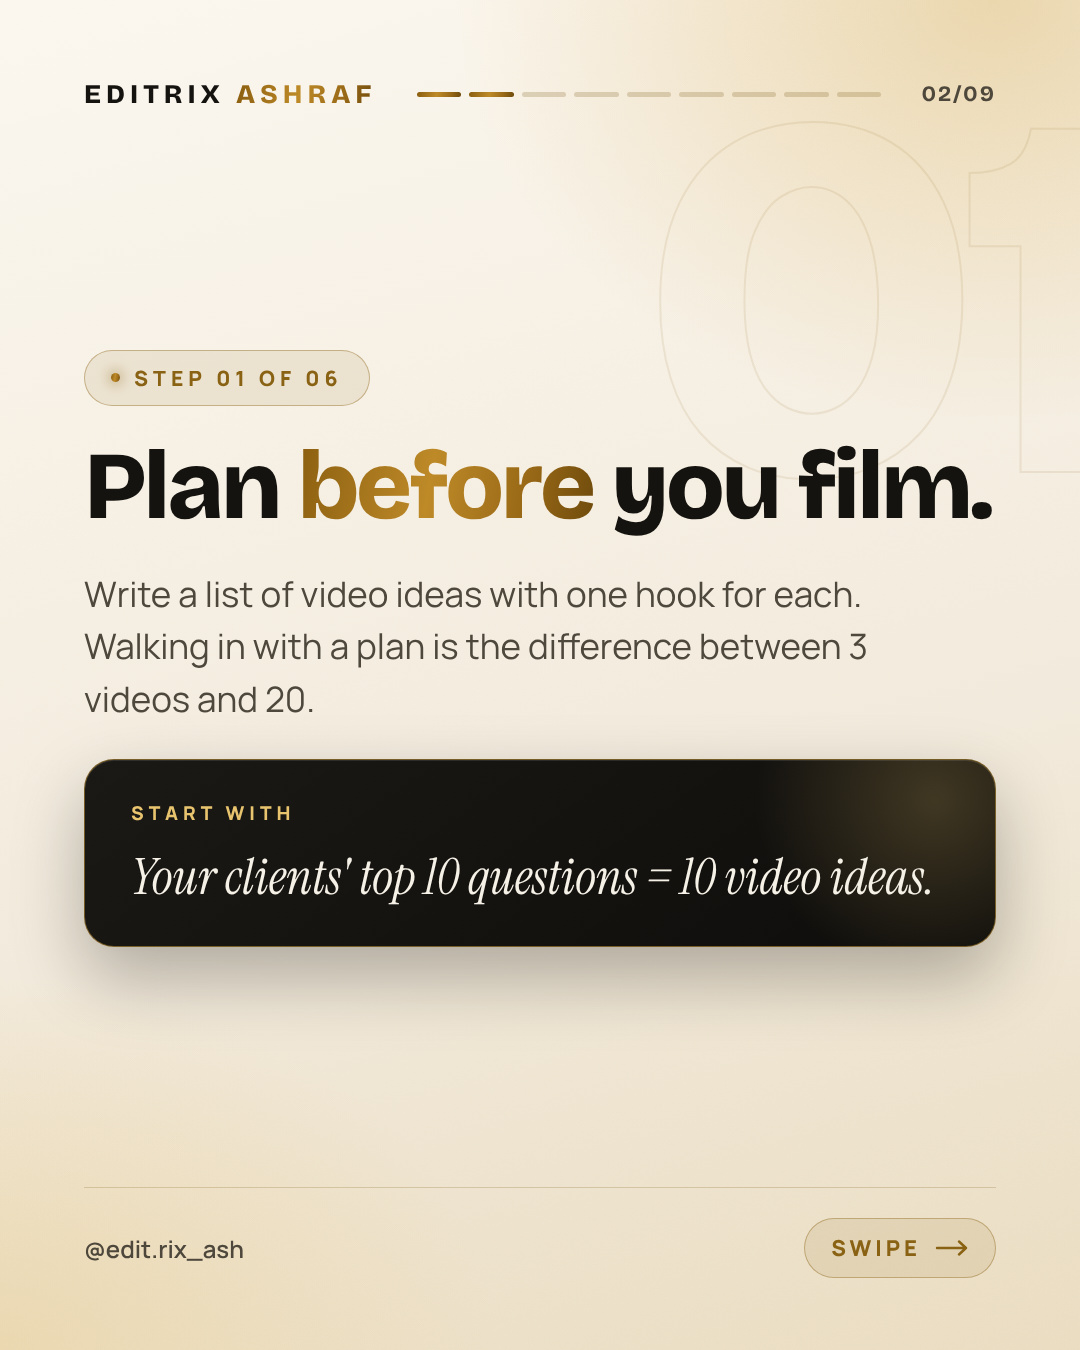 EDITRIX ASHRAF
02/09
01
STEP 01 OF 06
Plan before you film.
Write a list of video ideas with one hook for each.
Walking in with a plan is the difference between 3
videos and 20.
START WITH
Your clients' top 10 questions = 10 video ideas.
@edit.rix_ash
SWIPE →